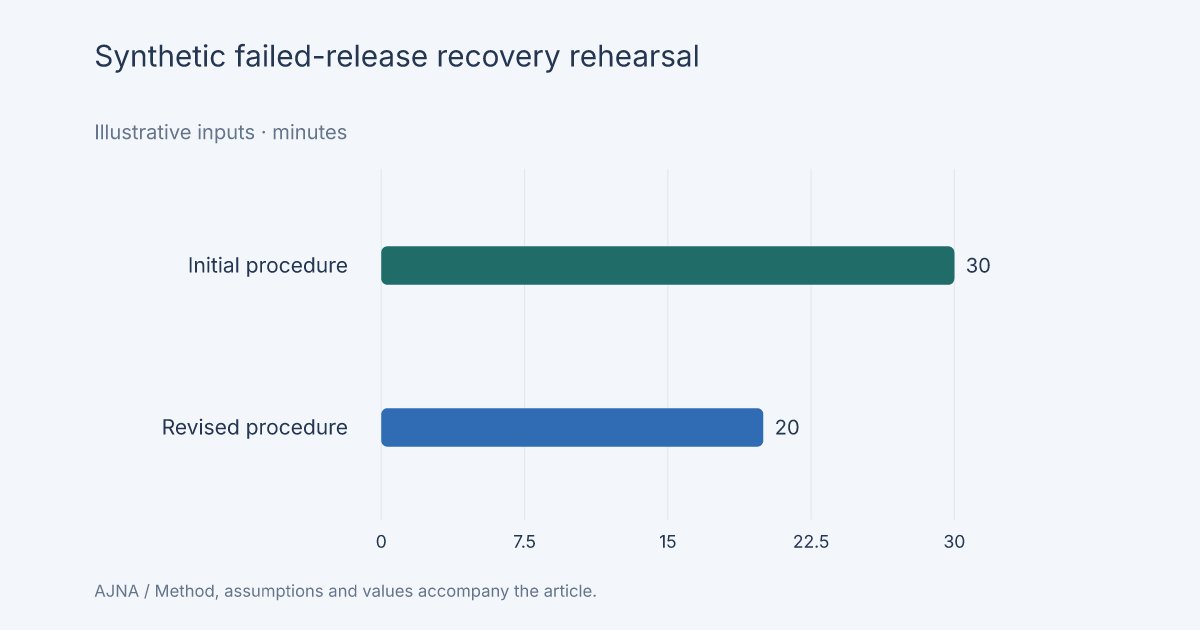 Synthetic failed-release recovery rehearsal
Illustrative inputs · minutes
Initial procedure 30
Revised procedure 20
0 7.5 15 22.5 30
AJNA / Method, assumptions and values accompany the article.